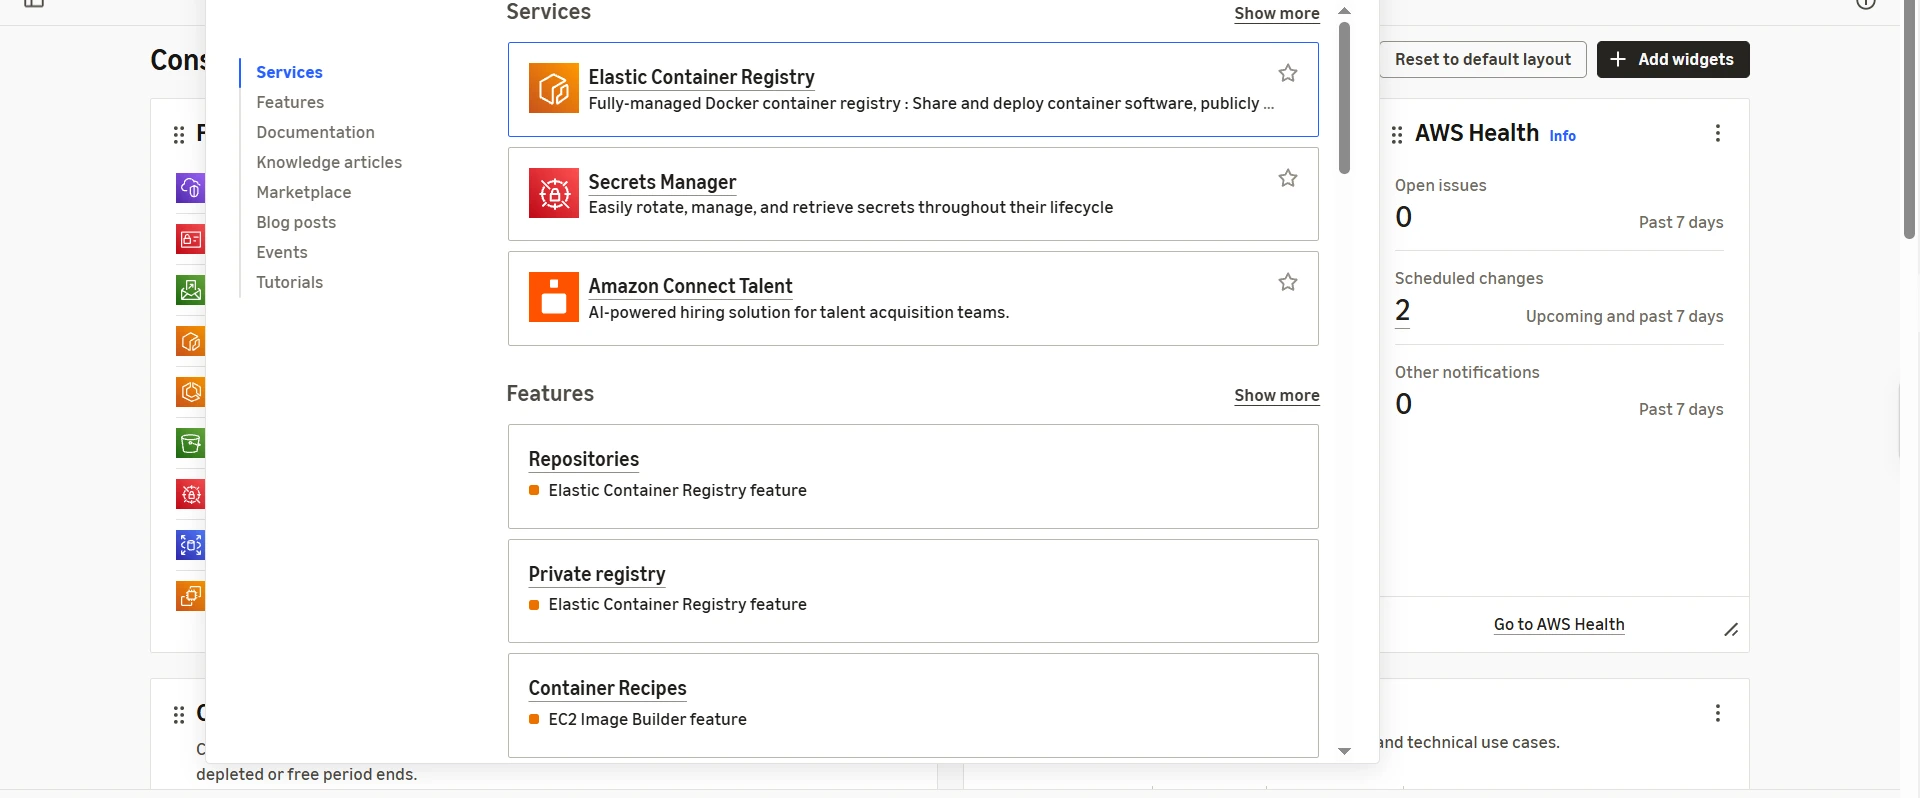 Services
Show more
Cons
Reset to default layout
Add widgets
Services
Features
Documentation
Knowledge articles
Marketplace
Blog posts
Events
Tutorials
Elastic Container Registry
Fully-managed Docker container registry : Share and deploy container software, publicly ...
Secrets Manager
Easily rotate, manage, and retrieve secrets throughout their lifecycle
Amazon Connect Talent
AI-powered hiring solution for talent acquisition teams.
Features
Show more
Repositories
Elastic Container Registry feature
Private registry
Elastic Container Registry feature
Container Recipes
EC2 Image Builder feature
AWS Health Info
Open issues
0
Past 7 days
Scheduled changes
2
Upcoming and past 7 days
Other notifications
0
Past 7 days
Go to AWS Health
and technical use cases.
depleted or free period ends.